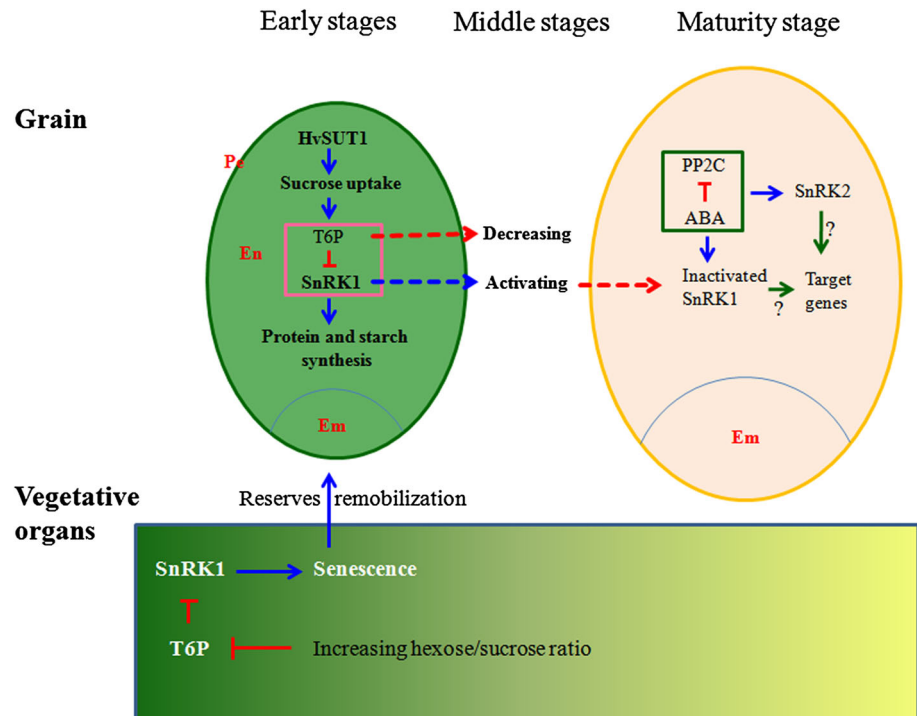 Early stages
Middle stages
Maturity stage
Grain
HvSUT1
Pe
Sucrose uptake
PP2C
SnRK2
ABA
T6P
En
Decreasing
?
SnRK1
Activating
Inactivated
SnRK1
Target
genes
?
Protein and starch
synthesis
Em
Em
Vegetative
organs
Reserves remobilization
SnRK1
Senescence
T6P
Increasing hexose/sucrose ratio